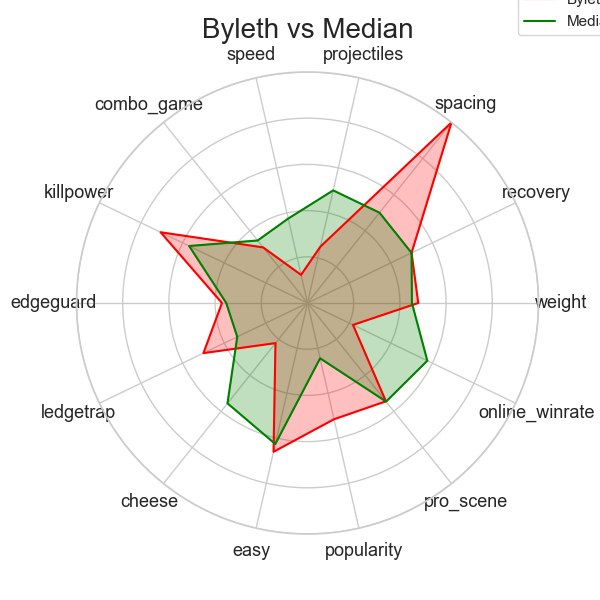 Byleth vs Median
speed
projectiles
combo_game
spacing
killpower
recovery
edgeguard
weight
ledgetrap
online_winrate
cheese
pro_scene
easy
popularity